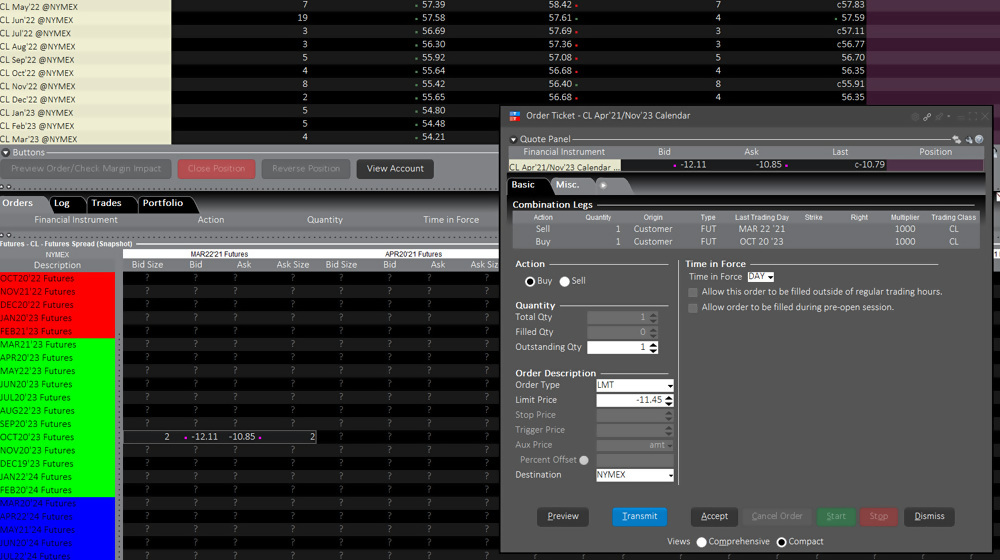 CL May'22 @NYMEX 7 57.39 58.42 7 c57.83
CL Jun'22 @NYMEX 19 57.58 57.61 4 57.59
CL Jul'22 @NYMEX 3 56.69 57.69 3 c57.11
CL Aug'22 @NYMEX 3 56.30 57.36 3 c56.77
CL Sep'22 @NYMEX 5 55.92 57.08 5 56.70
CL Oct'22 @NYMEX 4 55.64 56.68 4 56.35
CL Nov'22 @NYMEX 8 55.42 56.40 8 c55.91
CL Dec'22 @NYMEX 2 55.65 56.68 4 56.35
CL Jan'23 @NYMEX 5 54.80
CL Feb'23 @NYMEX 5 54.48
CL Mar'23 @NYMEX 4 54.21
Buttons
Preview Order/Check Margin Impact Close Position Reverse Position View Account
Orders Log Trades Portfolio
Financial Instrument Action Quantity Time in Force
Futures - CL - Futures Spread (Snapshot)
NYMEX MAR22'21 Futures APR20'21 Futures
Description Bid Size Bid Ask Ask Size Bid Size Bid Ask Ask Siz
OCT20'22 Futures ? ? ? ? ? ? ? ?
NOV21'22 Futures ? ? ? ? ? ? ? ?
DEC20'22 Futures ? ? ? ? ? ? ? ?
JAN20'23 Futures ? ? ? ? ? ? ? ?
FEB21'23 Futures ? ? ? ? ? ? ? ?
MAR21'23 Futures ? ? ? ? ? ? ? ?
APR20'23 Futures ? ? ? ? ? ? ? ?
MAY22'23 Futures ? ? ? ? ? ? ? ?
JUN20'23 Futures ? ? ? ? ? ? ? ?
JUL20'23 Futures ? ? ? ? ? ? ? ?
AUG22'23 Futures ? ? ? ? ? ? ? ?
SEP20'23 Futures ? ? ? ? ? ? ? ?
OCT20'23 Futures 2 -12.11 -10.85 2 ? ? ? ?
NOV20'23 Futures ? ? ? ? ? ? ? ?
DEC19'23 Futures ? ? ? ? ? ? ? ?
JAN22'24 Futures ? ? ? ? ? ? ? ?
FEB20'24 Futures ? ? ? ? ? ? ? ?
MAR20'24 Futures ? ? ? ? ? ? ? ?
APR22'24 Futures ? ? ? ? ? ? ? ?
MAY21'24 Futures ? ? ? ? ? ? ? ?
JUN20'24 Futures ? ? ? ? ? ? ? ?
JUL22'24 Futures ? ? ? ? ? ? ? ?
Order Ticket - CL Apr'21/Nov'23 Calendar
Quote Panel
Financial Instrument Bid Ask Last Position
CL Apr'21/Nov'23 Calendar ... -12.11 -10.85 c-10.79
Basic Misc.
Combination Legs
Action Quantity Origin Type Last Trading Day Strike Right Multiplier Trading Class
Sell 1 Customer FUT MAR 22 '21 1000 CL
Buy 1 Customer FUT OCT 20 '23 1000 CL
Action
Buy Sell
Quantity
Total Qty 1
Filled Qty 0
Outstanding Qty 1
Order Description
Order Type LMT
Limit Price -11.45
Stop Price
Trigger Price
Aux Price amt
Percent Offset
Destination NYMEX
Time in Force
Time in Force DAY
Allow this order to be filled outside of regular trading hours.
Allow order to be filled during pre-open session.
Preview Transmit Accept Cancel Order Start Stop Dismiss
Views Comprehensive Compact